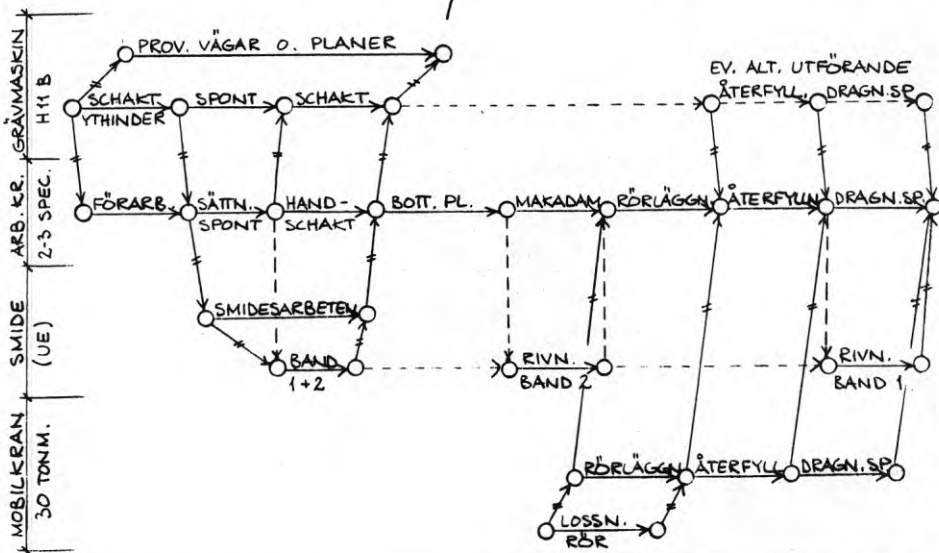 GRÄVMASKIN
H11 B
PROV. VÄGAR O. PLANER
SCHAKT
YTHINDER
SPONT
SCHAKT
EV. ALT. UTFÖRANDE
ÅTERFYLL.
DRAGN.SP.
ARB. KR.
2-3 SPEC.
FÖRARB.
SÄTTN.
SPONT
HAND-
SCHAKT
BOTT. PL.
MAKADAM
RÖRLÄGGN.
ÅTERFYLLN.
DRAGN.SP.
SMIDE
(UE)
SMIDESARBETEN
BAND
1+2
RIVN.
BAND 2
RIVN.
BAND 1
MOBILKRAN
30 TONM.
RÖRLÄGGN.
ÅTERFYLL.
DRAGN.SP.
LOSSN.
RÖR